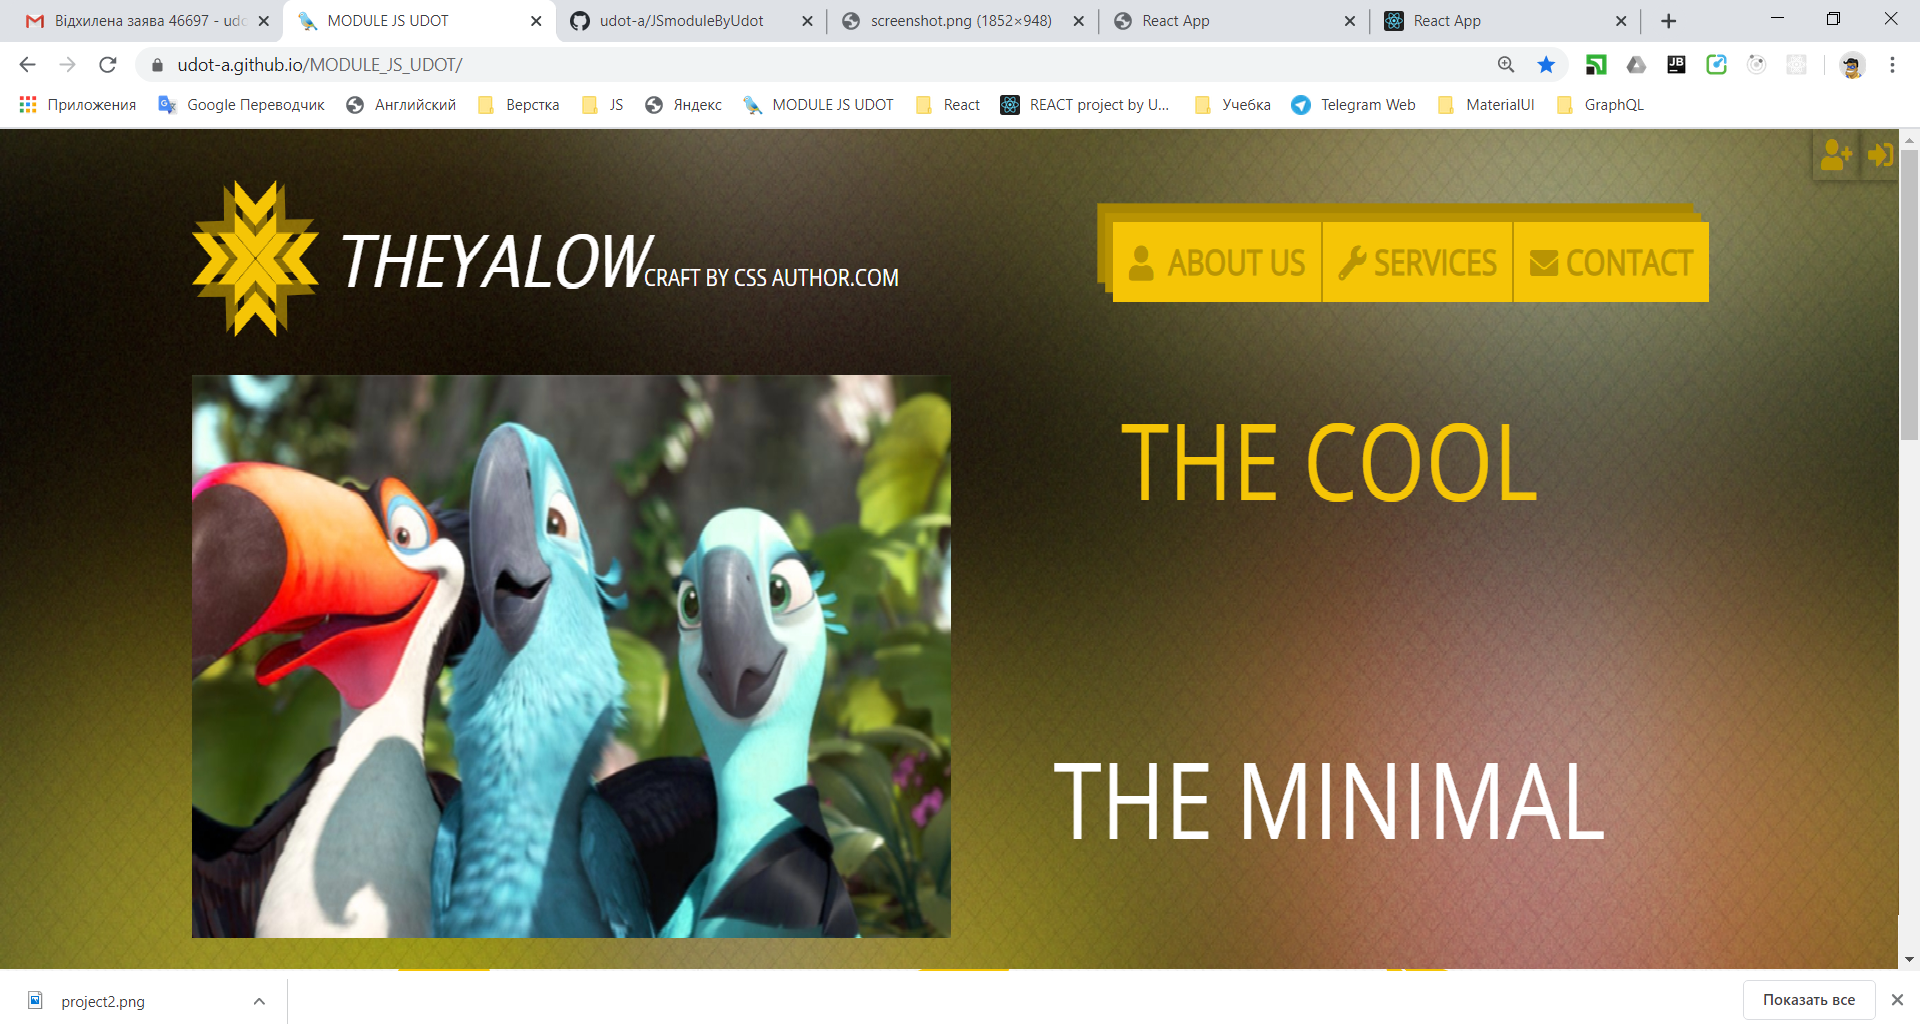 Відхилена заява 46697 - udo
MODULE JS UDOT
udot-a/JSmoduleByUdot
screenshot.png (1852×948)
React App
React App
udot-a.github.io/MODULE_JS_UDOT/
Приложения
Google Переводчик
Английский
Верстка
JS
Яндекс
MODULE JS UDOT
React
REACT project by U...
Учебка
Telegram Web
MaterialUI
GraphQL
THEYALOW
CRAFT BY CSS AUTHOR.COM
ABOUT US
SERVICES
CONTACT
THE COOL
THE MINIMAL
project2.png
Показать все